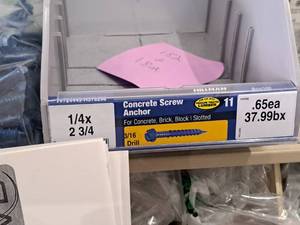 HILLMAN
1/4x
2 3/4
Concrete Screw
Anchor
11
For Concrete, Brick, Block | Slotted
3/16
Drill
.65ea
37.99bx